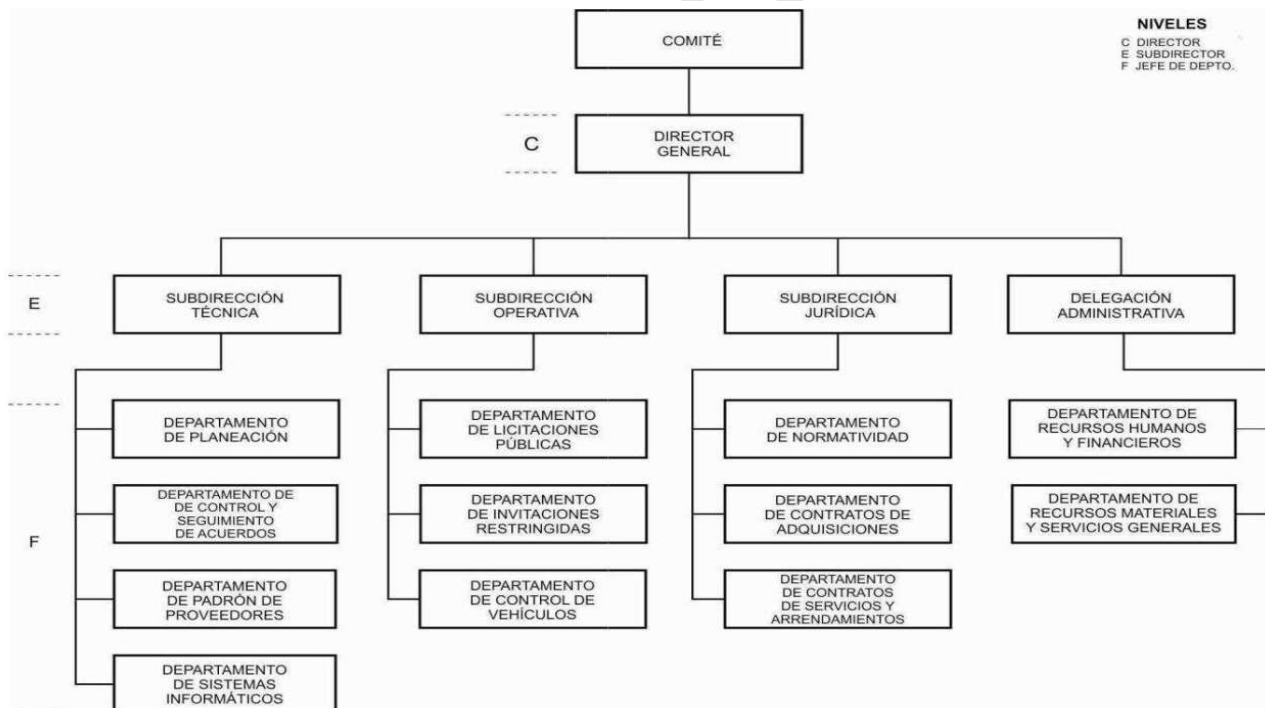 COMITÉ
NIVELES
C DIRECTOR
E SUBDIRECTOR
F JEFE DE DEPTO.
C
DIRECTOR
GENERAL
E
SUBDIRECCIÓN
TÉCNICA
SUBDIRECCIÓN
OPERATIVA
SUBDIRECCIÓN
JURÍDICA
DELEGACIÓN
ADMINISTRATIVA
F
DEPARTAMENTO
DE PLANEACIÓN
DEPARTAMENTO DE
DE CONTROL Y
SEGUIMIENTO
DE ACUERDOS
DEPARTAMENTO
DE PADRÓN DE
PROVEEDORES
DEPARTAMENTO
DE SISTEMAS
INFORMÁTICOS
DEPARTAMENTO
DE LICITACIONES
PÚBLICAS
DEPARTAMENTO
DE INVITACIONES
RESTRINGIDAS
DEPARTAMENTO
DE CONTROL DE
VEHÍCULOS
DEPARTAMENTO
DE NORMATIVIDAD
DEPARTAMENTO
DE CONTRATOS DE
ADQUISICIONES
DEPARTAMENTO
DE CONTRATOS
DE SERVICIOS Y
ARRENDAMIENTOS
DEPARTAMENTO DE
RECURSOS HUMANOS
Y FINANCIEROS
DEPARTAMENTO DE
RECURSOS MATERIALES
Y SERVICIOS GENERALES